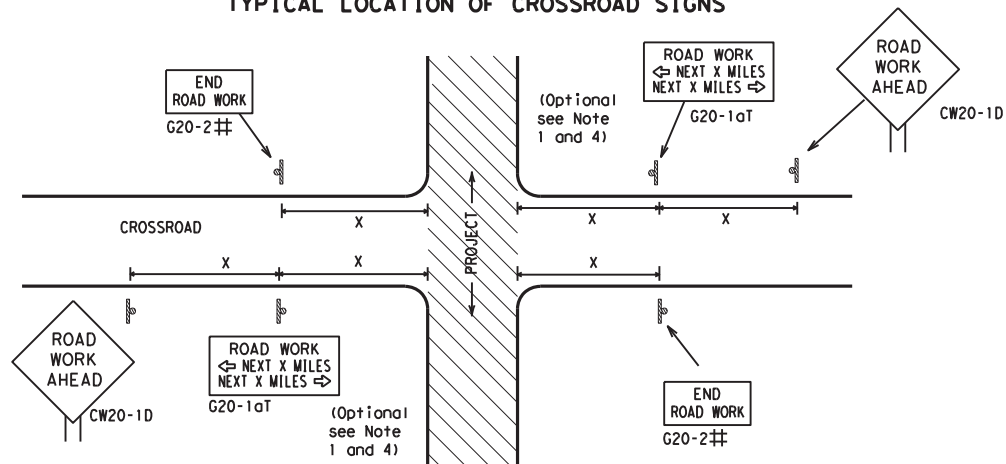 TYPICAL LOCATION OF CROSSROAD SIGNS
END
ROAD WORK
G20-2⌗
(Optional
see Note
1 and 4)
ROAD WORK
⇦ NEXT X MILES
NEXT X MILES ⇨
G20-1aT
ROAD
WORK
AHEAD
CW20-1D
X
X
X
CROSSROAD
PROJECT
X
X
X
ROAD
WORK
AHEAD
CW20-1D
ROAD WORK
⇦ NEXT X MILES
NEXT X MILES ⇨
G20-1aT
(Optional
see Note
1 and 4)
END
ROAD WORK
G20-2⌗